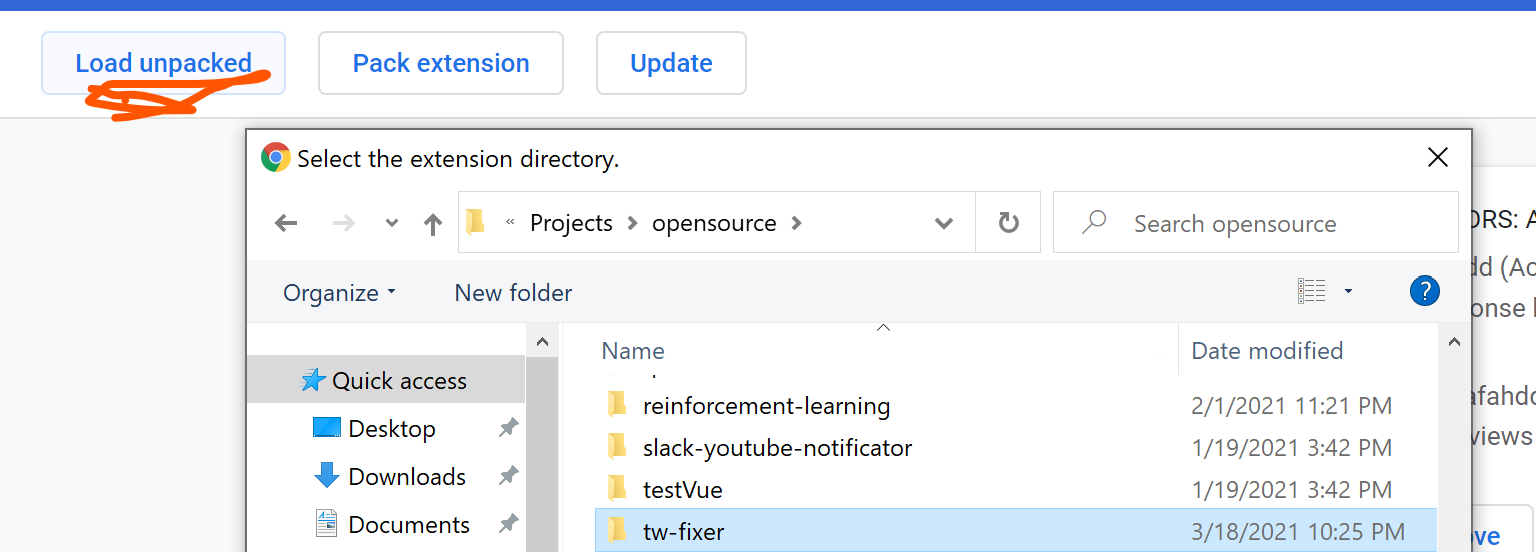 Load unpacked
Pack extension
Update
Select the extension directory.
« Projects > opensource >
Search opensource
Organize
New folder
?
Name
Date modified
Quick access
Desktop
Downloads
Documents
reinforcement-learning
2/1/2021 11:21 PM
slack-youtube-notificator
1/19/2021 3:42 PM
testVue
1/19/2021 3:42 PM
tw-fixer
3/18/2021 10:25 PM
ORS: A
dd (Ac
onse
afahdo
views
ove